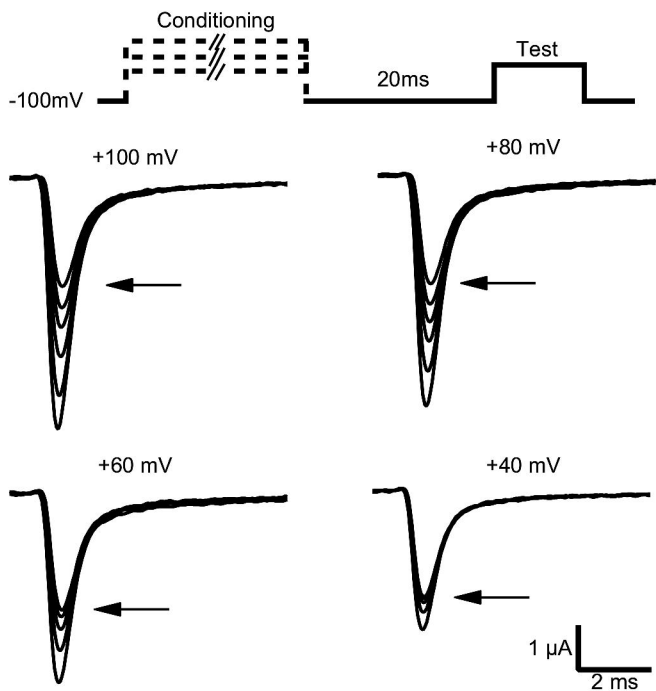 Conditioning
Test
20ms
-100mV
+100 mV
+80 mV
+60 mV
+40 mV
1 µA
2 ms